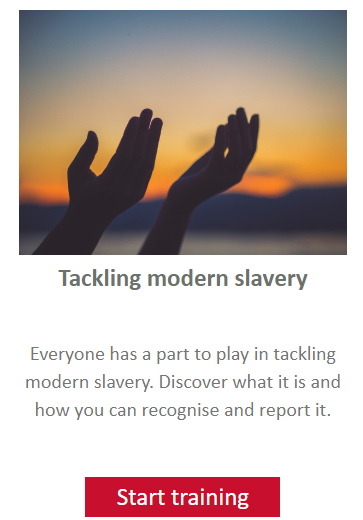 Tackling modern slavery
Everyone has a part to play in tackling
modern slavery. Discover what it is and
how you can recognise and report it.
Start training